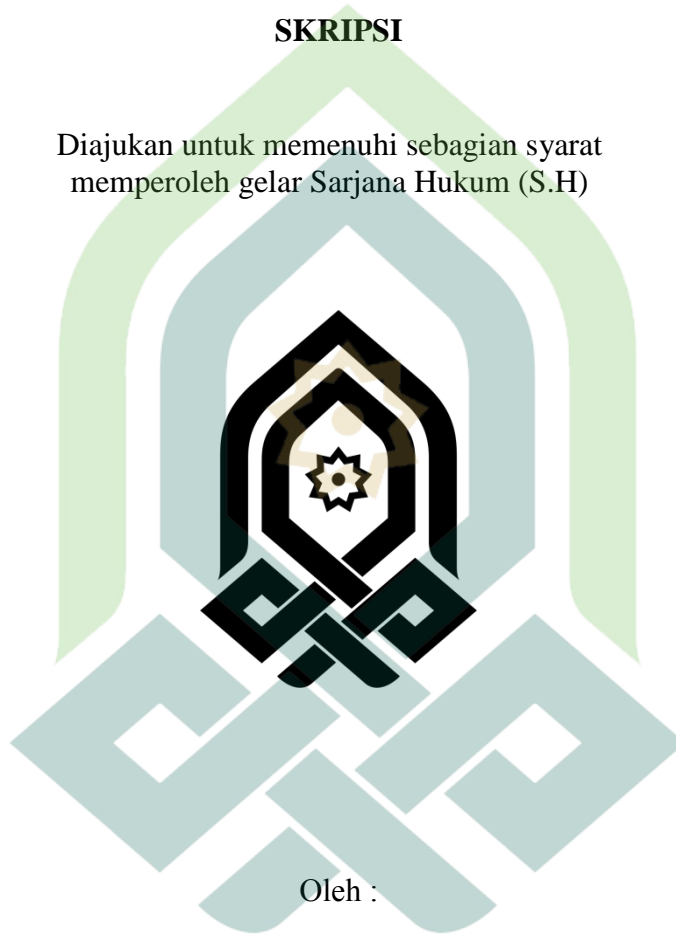 SKRIPSI
Diajukan untuk memenuhi sebagian syarat
memperoleh gelar Sarjana Hukum (S.H)
Oleh :